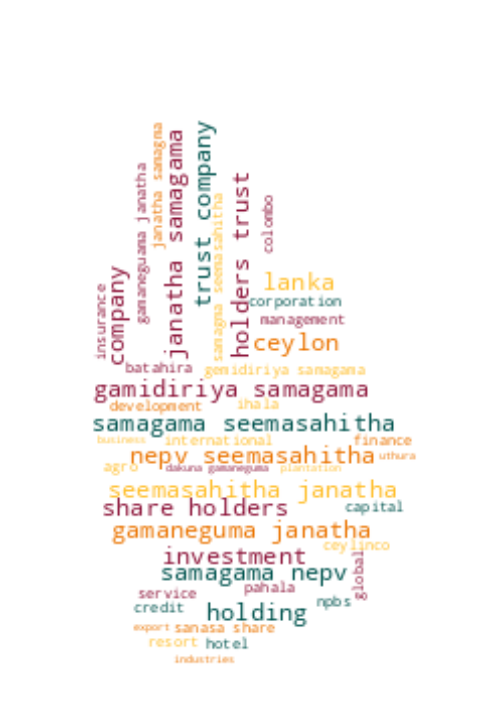 janatha samagma
janatha samagama
trust company
gamaneguama janatha
holders trust
samagma seemasahitha
colombo
company
insurance
lanka
corporation
management
ceylon
batahira
gemidiriya samagama
gamidiriya samagama
development
ihala
samagama seemasahitha
business
international
finance
nepv seemasahitha
uthura
agro
dakuna gamaneguma
plantation
seemasahitha janatha
share holders
capital
gamaneguma janatha
ceylinco
investment
global
samagama nepv
pahala
service
npbs
credit
holding
export
sanasa share
resort
hotel
industries